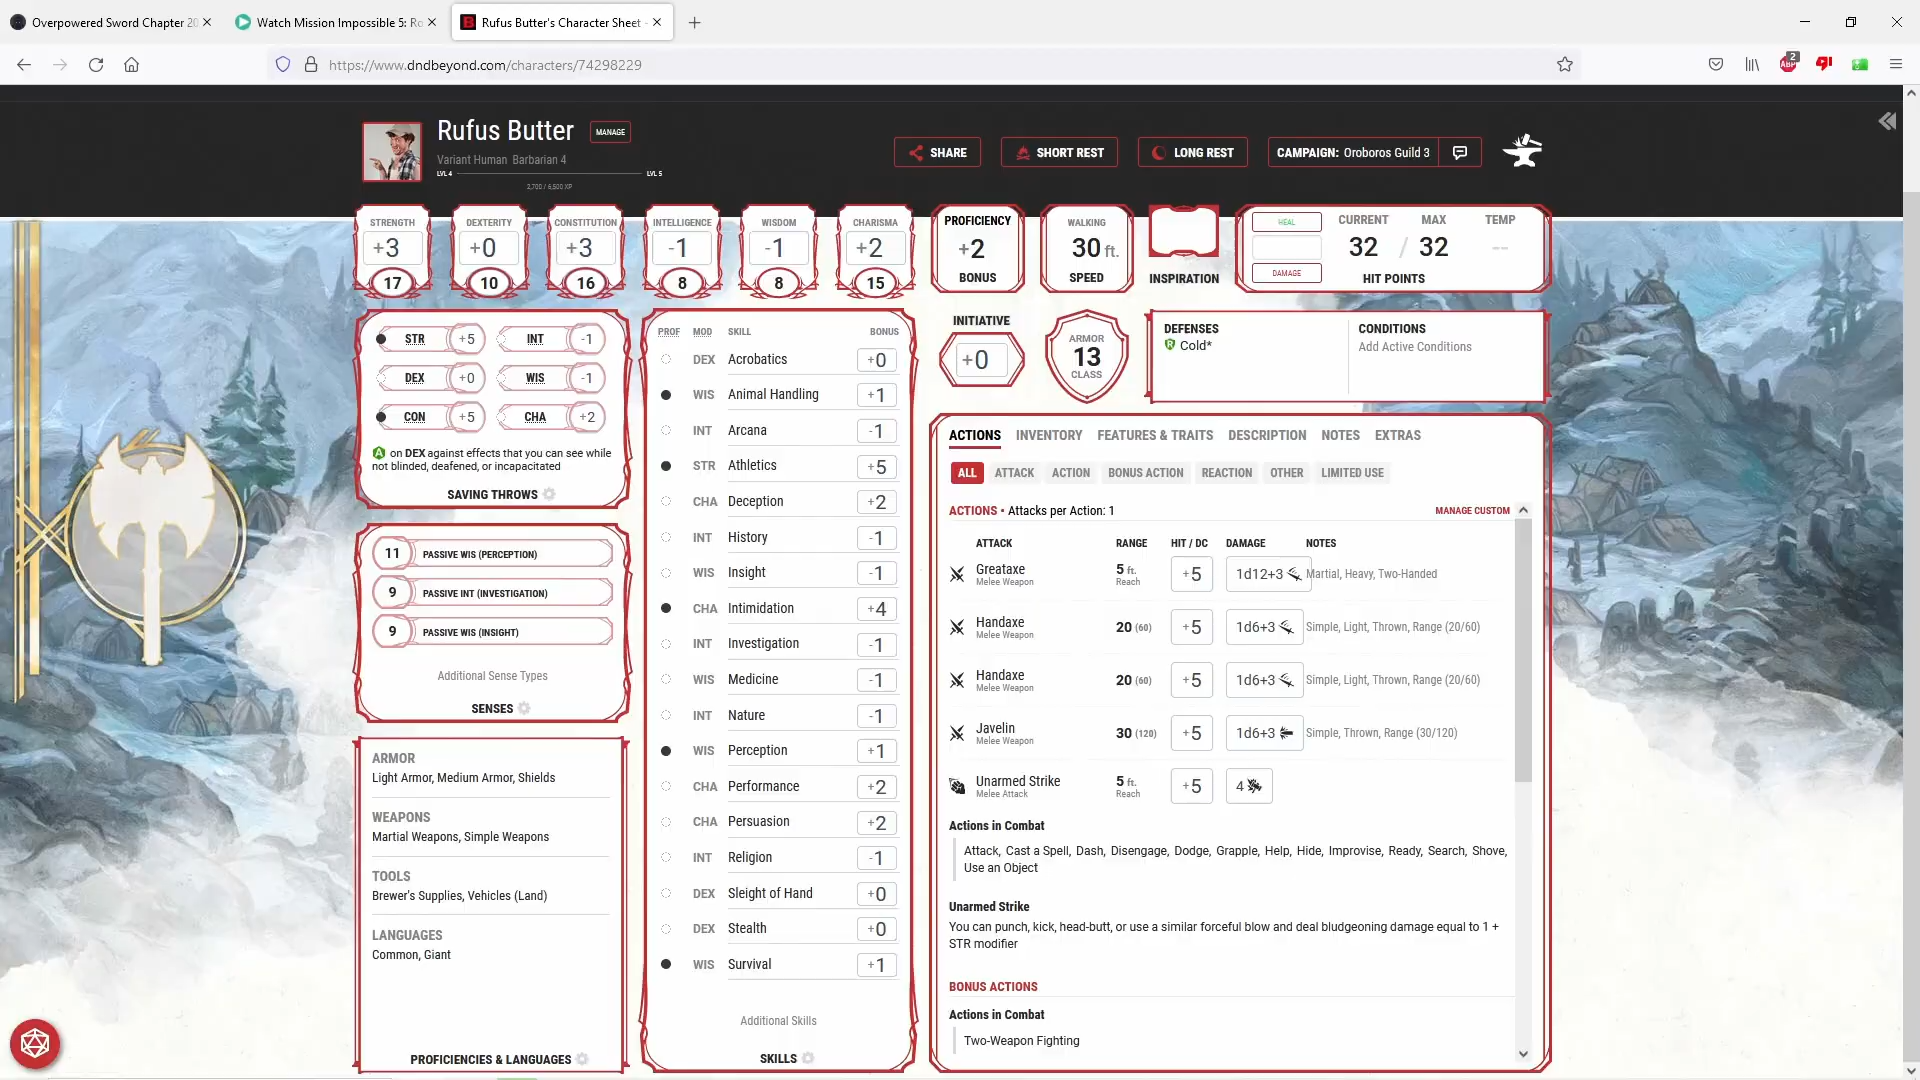 Overpowered Sword Chapter 20
Watch Mission Impossible 5: Ro
Rufus Butter's Character Sheet -
https://www.dndbeyond.com/characters/74298229
2
ABP
Rufus Butter
MANAGE
Variant Human Barbarian 4
LVL 4
LVL 5
2,700 / 6,500 XP
SHARE
SHORT REST
LONG REST
CAMPAIGN: Oroboros Guild 3
STRENGTH
+3
17
DEXTERITY
+0
10
CONSTITUTION
+3
16
INTELLIGENCE
-1
8
WISDOM
-1
8
CHARISMA
+2
15
PROFICIENCY
+2
BONUS
WALKING
30 ft.
SPEED
INSPIRATION
HEAL
DAMAGE
CURRENT MAX TEMP
32 / 32 --
HIT POINTS
STR +5 INT -1
DEX +0 WIS -1
CON +5 CHA +2
A on DEX against effects that you can see while
not blinded, deafened, or incapacitated
SAVING THROWS
11 PASSIVE WIS (PERCEPTION)
9 PASSIVE INT (INVESTIGATION)
9 PASSIVE WIS (INSIGHT)
Additional Sense Types
SENSES
ARMOR
Light Armor, Medium Armor, Shields
WEAPONS
Martial Weapons, Simple Weapons
TOOLS
Brewer's Supplies, Vehicles (Land)
LANGUAGES
Common, Giant
PROFICIENCIES & LANGUAGES
PROF MOD SKILL BONUS
DEX Acrobatics +0
WIS Animal Handling +1
INT Arcana -1
STR Athletics +5
CHA Deception +2
INT History -1
WIS Insight -1
CHA Intimidation +4
INT Investigation -1
WIS Medicine -1
INT Nature -1
WIS Perception +1
CHA Performance +2
CHA Persuasion +2
INT Religion -1
DEX Sleight of Hand +0
DEX Stealth +0
WIS Survival +1
Additional Skills
SKILLS
INITIATIVE
+0
ARMOR
13
CLASS
DEFENSES
R Cold*
CONDITIONS
Add Active Conditions
ACTIONS INVENTORY FEATURES & TRAITS DESCRIPTION NOTES EXTRAS
ALL ATTACK ACTION BONUS ACTION REACTION OTHER LIMITED USE
ACTIONS • Attacks per Action: 1
MANAGE CUSTOM
ATTACK RANGE HIT / DC DAMAGE NOTES
Greataxe 5 ft. +5 1d12+3 Martial, Heavy, Two-Handed
Melee Weapon Reach
Handaxe 20 (60) +5 1d6+3 Simple, Light, Thrown, Range (20/60)
Melee Weapon
Handaxe 20 (60) +5 1d6+3 Simple, Light, Thrown, Range (20/60)
Melee Weapon
Javelin 30 (120) +5 1d6+3 Simple, Thrown, Range (30/120)
Melee Weapon
Unarmed Strike 5 ft. +5 4
Melee Attack Reach
Actions in Combat
Attack, Cast a Spell, Dash, Disengage, Dodge, Grapple, Help, Hide, Improvise, Ready, Search, Shove,
Use an Object
Unarmed Strike
You can punch, kick, head-butt, or use a similar forceful blow and deal bludgeoning damage equal to 1 +
STR modifier
BONUS ACTIONS
Actions in Combat
Two-Weapon Fighting